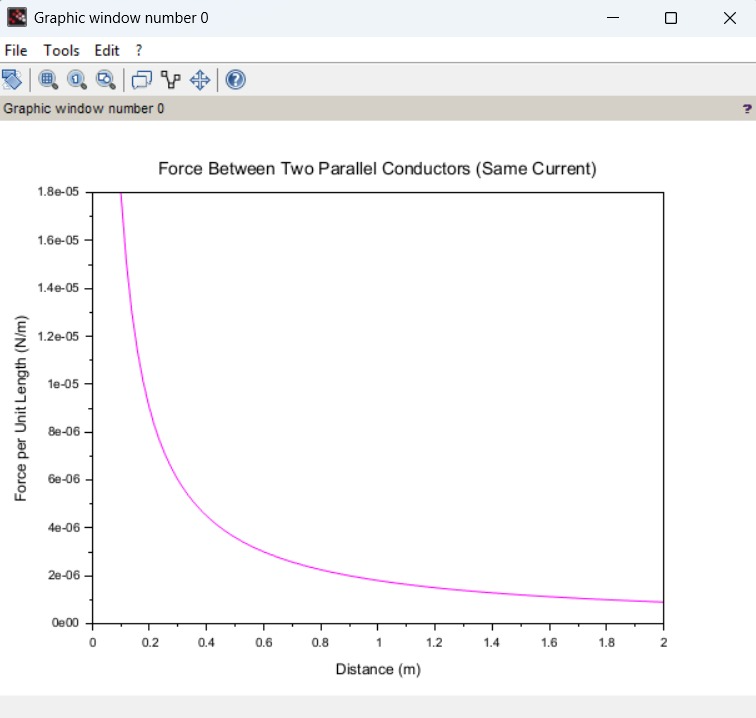 Graphic window number 0
File Tools Edit ?
Graphic window number 0 ?
Force Between Two Parallel Conductors (Same Current)
1.8e-05
1.6e-05
1.4e-05
1.2e-05
1e-05
8e-06
6e-06
4e-06
2e-06
0e00
Force per Unit Length (N/m)
0 0.2 0.4 0.6 0.8 1 1.2 1.4 1.6 1.8 2
Distance (m)